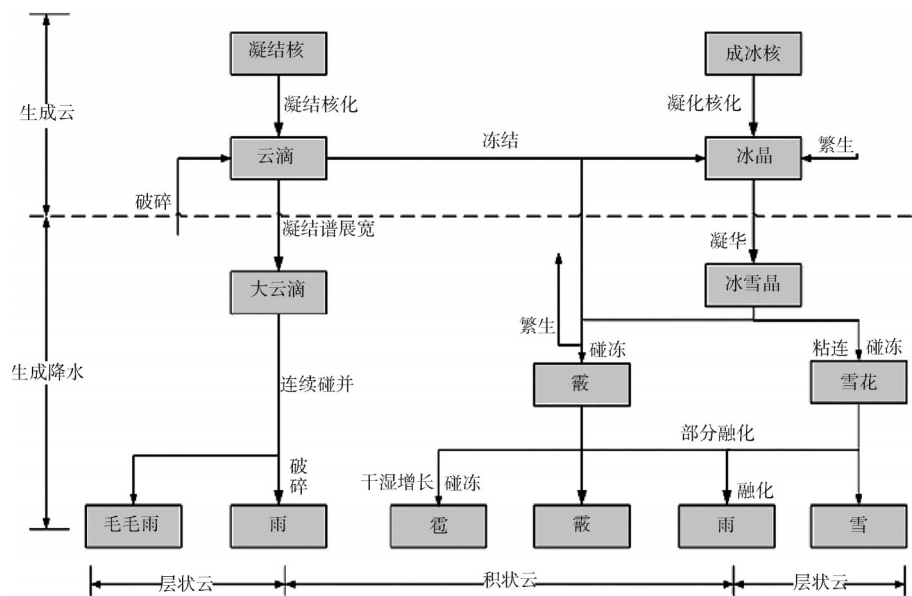 凝结核
成冰核
生成云
凝结核化
凝化核化
云滴
冻结
冰晶
繁生
破碎
凝结谱展宽
凝华
大云滴
冰雪晶
繁生
碰冻
粘连
碰冻
生成降水
连续碰并
霰
雪花
部分融化
破
碎
干湿增长
碰冻
融化
毛毛雨
雨
雹
霰
雨
雪
层状云
积状云
层状云